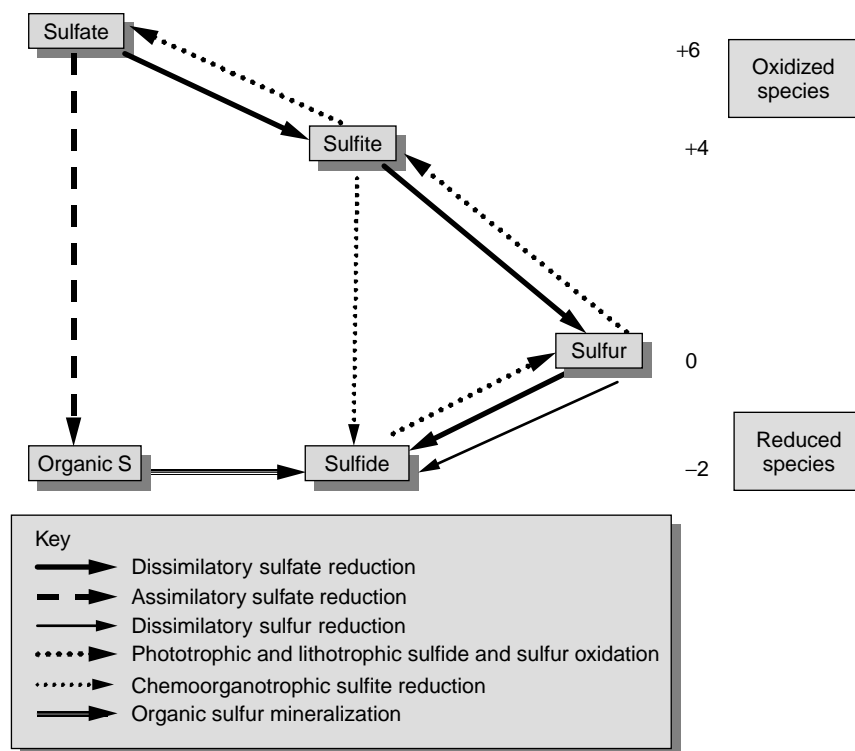 Sulfate
+6
Oxidized
species
Sulfite
+4
Sulfur
0
Organic S
Sulfide
−2
Reduced
species
Key
Dissimilatory sulfate reduction
Assimilatory sulfate reduction
Dissimilatory sulfur reduction
Phototrophic and lithotrophic sulfide and sulfur oxidation
Chemoorganotrophic sulfite reduction
Organic sulfur mineralization